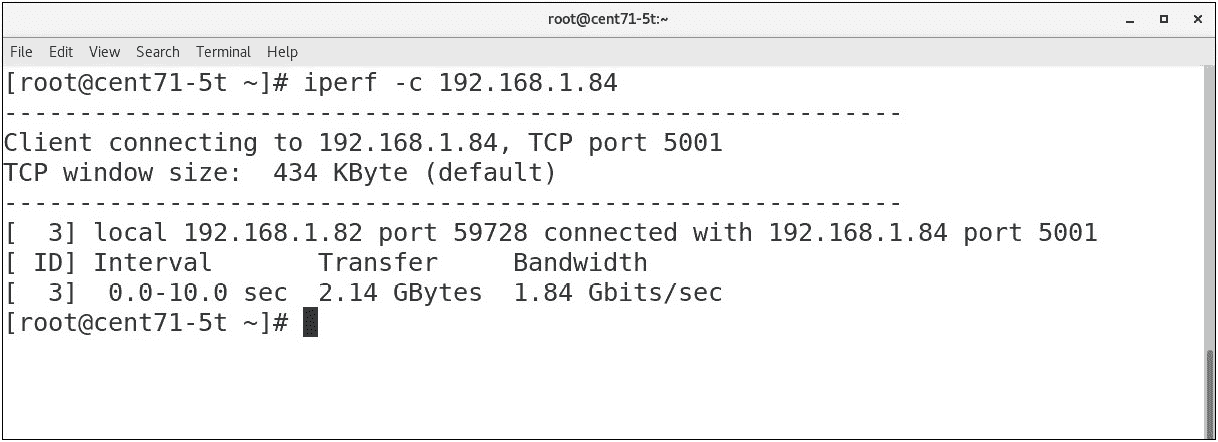 root@cent71-5t:~
File Edit View Search Terminal Help
[root@cent71-5t ~]# iperf -c 192.168.1.84
------------------------------------------------------------
Client connecting to 192.168.1.84, TCP port 5001
TCP window size:  434 KByte (default)
------------------------------------------------------------
[  3] local 192.168.1.82 port 59728 connected with 192.168.1.84 port 5001
[ ID] Interval       Transfer     Bandwidth
[  3]  0.0-10.0 sec  2.14 GBytes  1.84 Gbits/sec
[root@cent71-5t ~]#